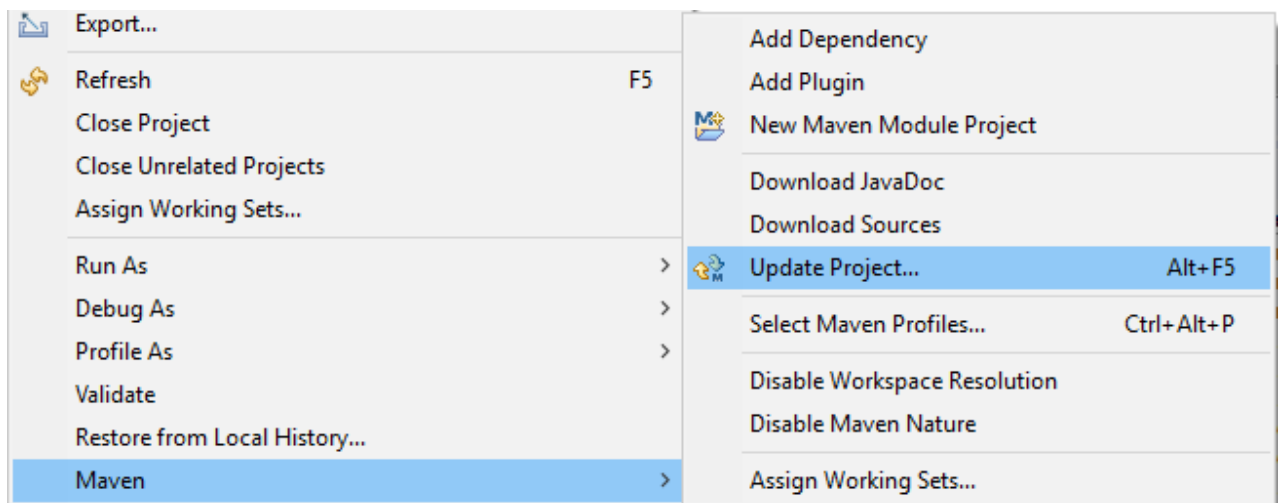 Export...
Refresh F5
Close Project
Close Unrelated Projects
Assign Working Sets...
Run As
Debug As
Profile As
Validate
Restore from Local History...
Maven
Add Dependency
Add Plugin
New Maven Module Project
Download JavaDoc
Download Sources
Update Project... Alt+F5
Select Maven Profiles... Ctrl+Alt+P
Disable Workspace Resolution
Disable Maven Nature
Assign Working Sets...